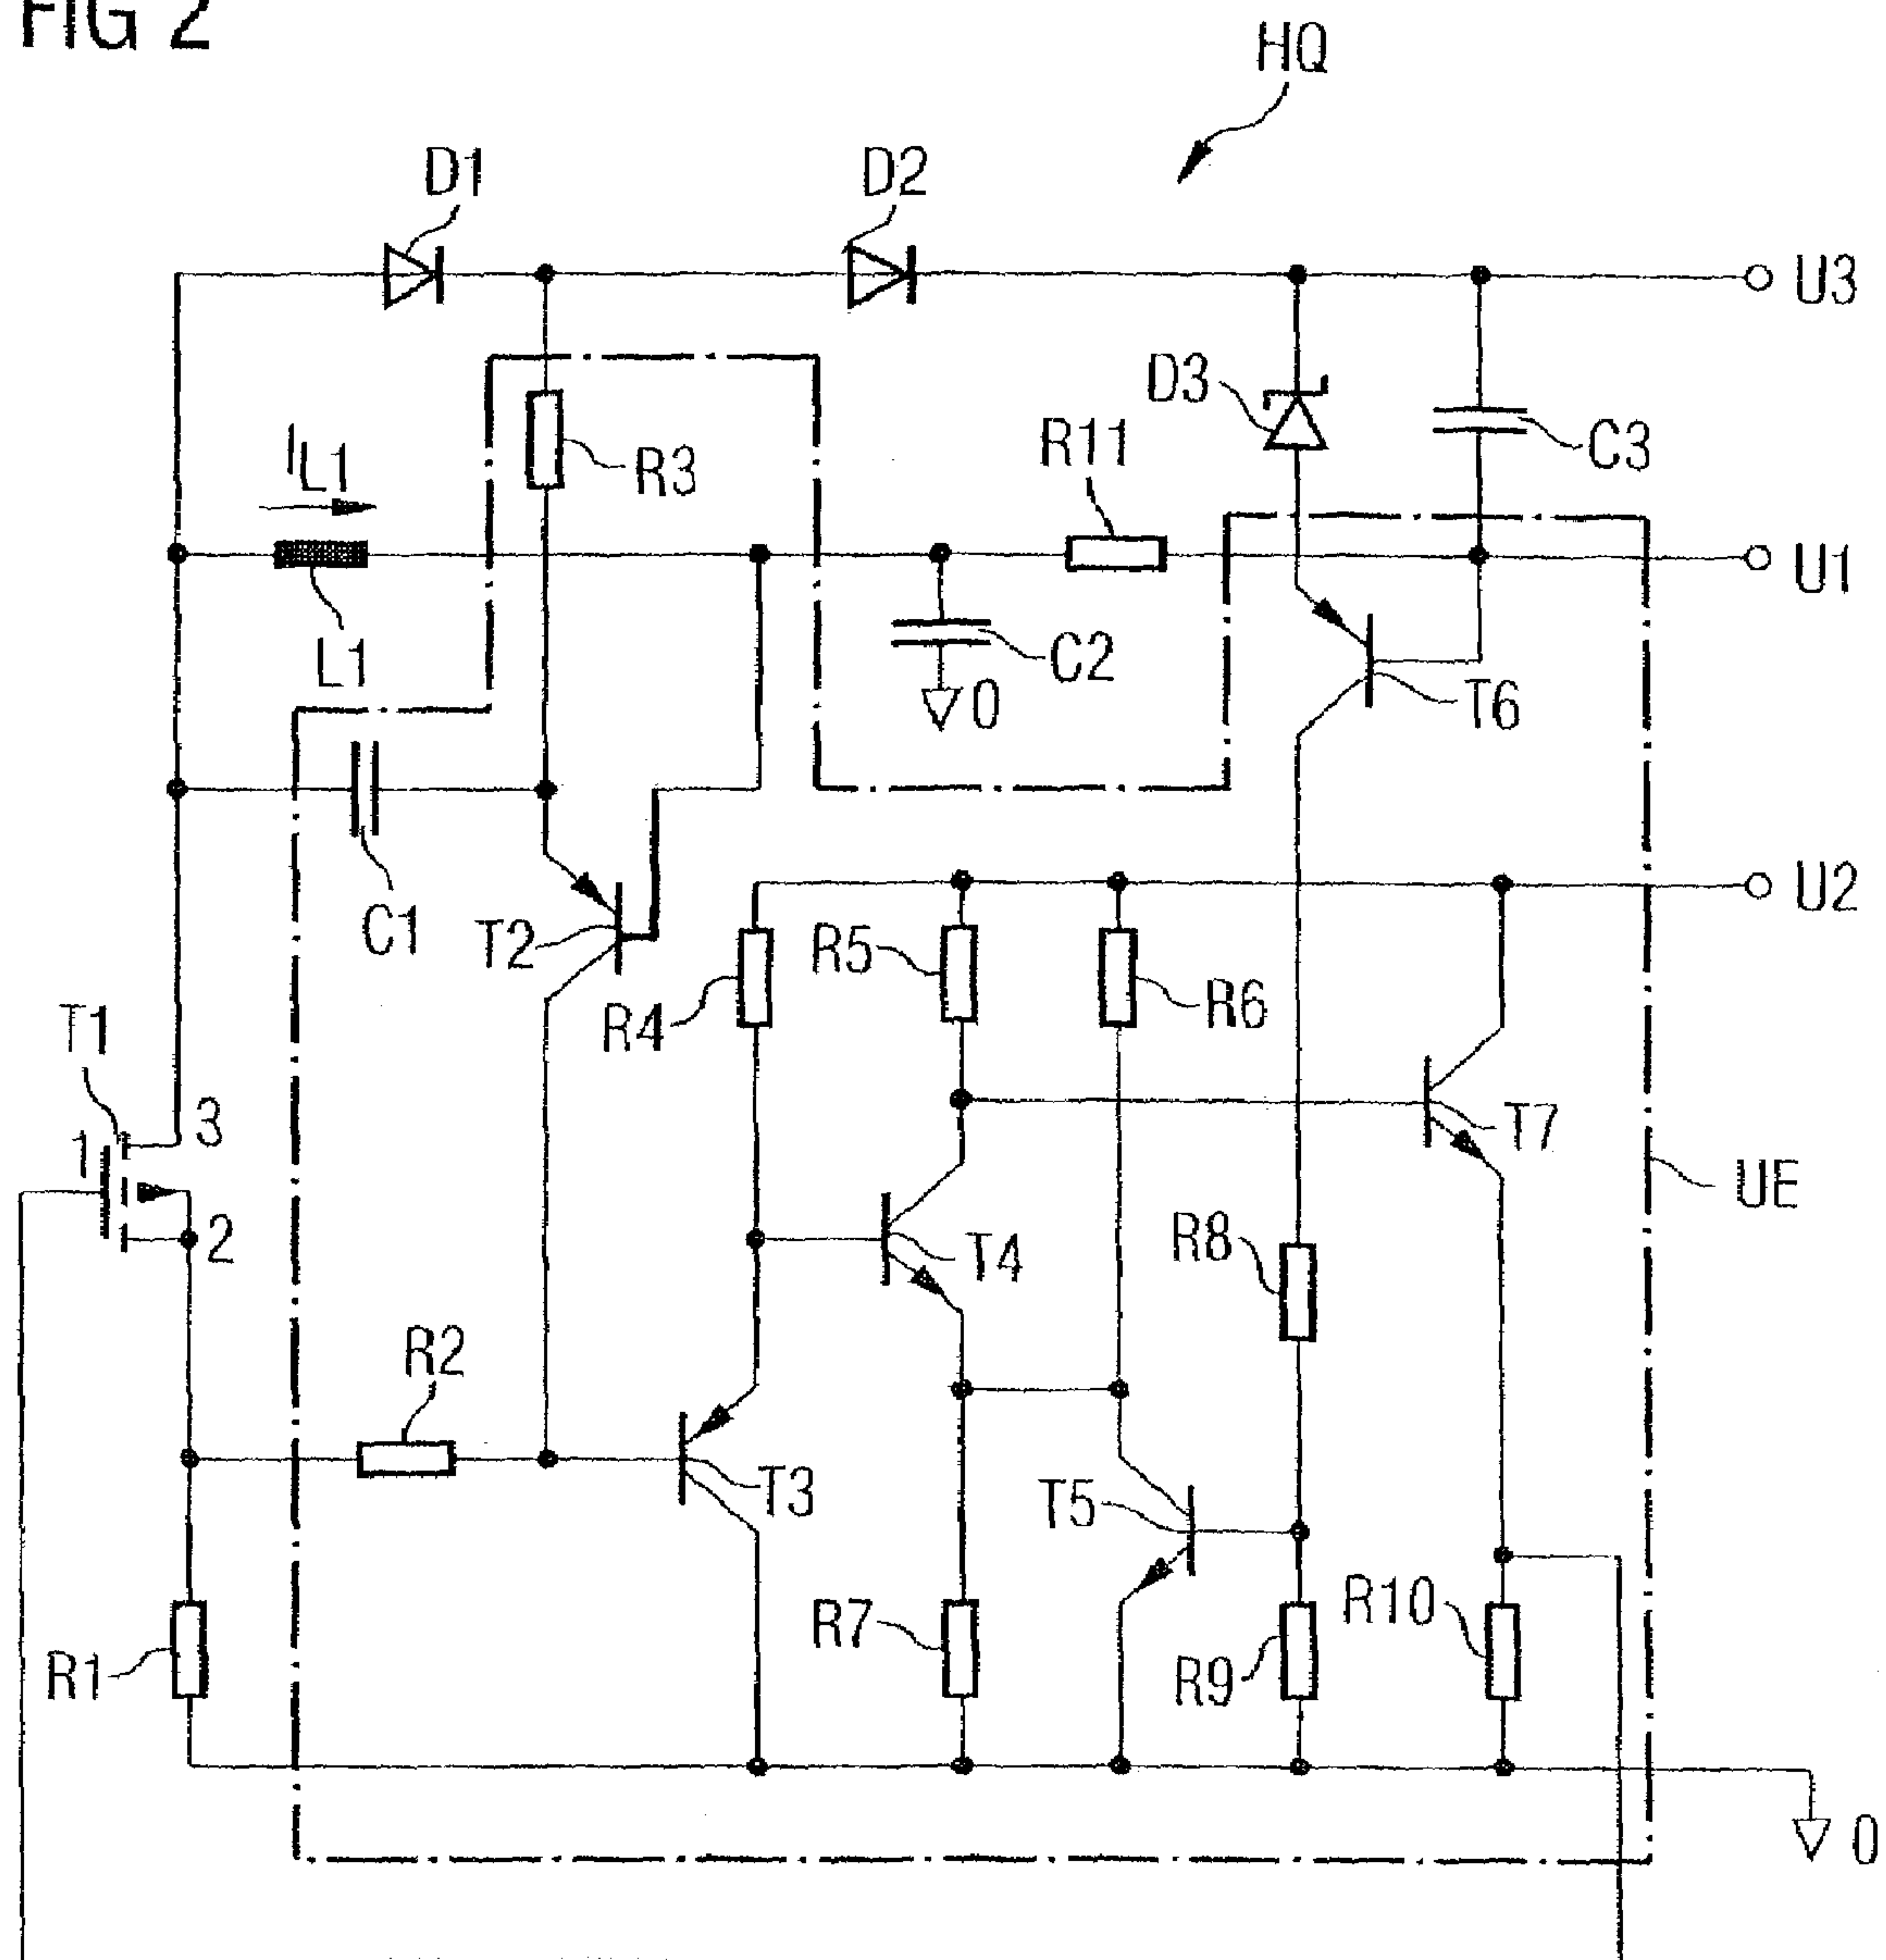 FIG 2
HQ
D1
D2
U3
D3
C3
R11
R3
IL1
U1
L1
C2
0
T6
U2
C1
T2
R5
R6
R4
T1
3
1
T7
UE
2
T4
R8
R2
T3
T5
R10
R7
R1
R9
0